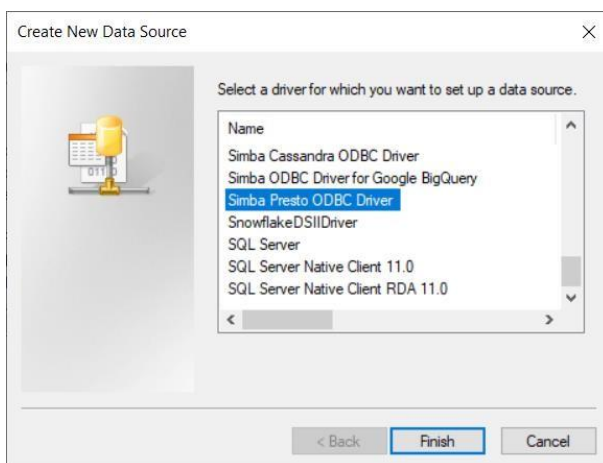 Create New Data Source
Select a driver for which you want to set up a data source.
Name
Simba Cassandra ODBC Driver
Simba ODBC Driver for Google BigQuery
Simba Presto ODBC Driver
SnowflakeDSIIDriver
SQL Server
SQL Server Native Client 11.0
SQL Server Native Client RDA 11.0
< Back
Finish
Cancel